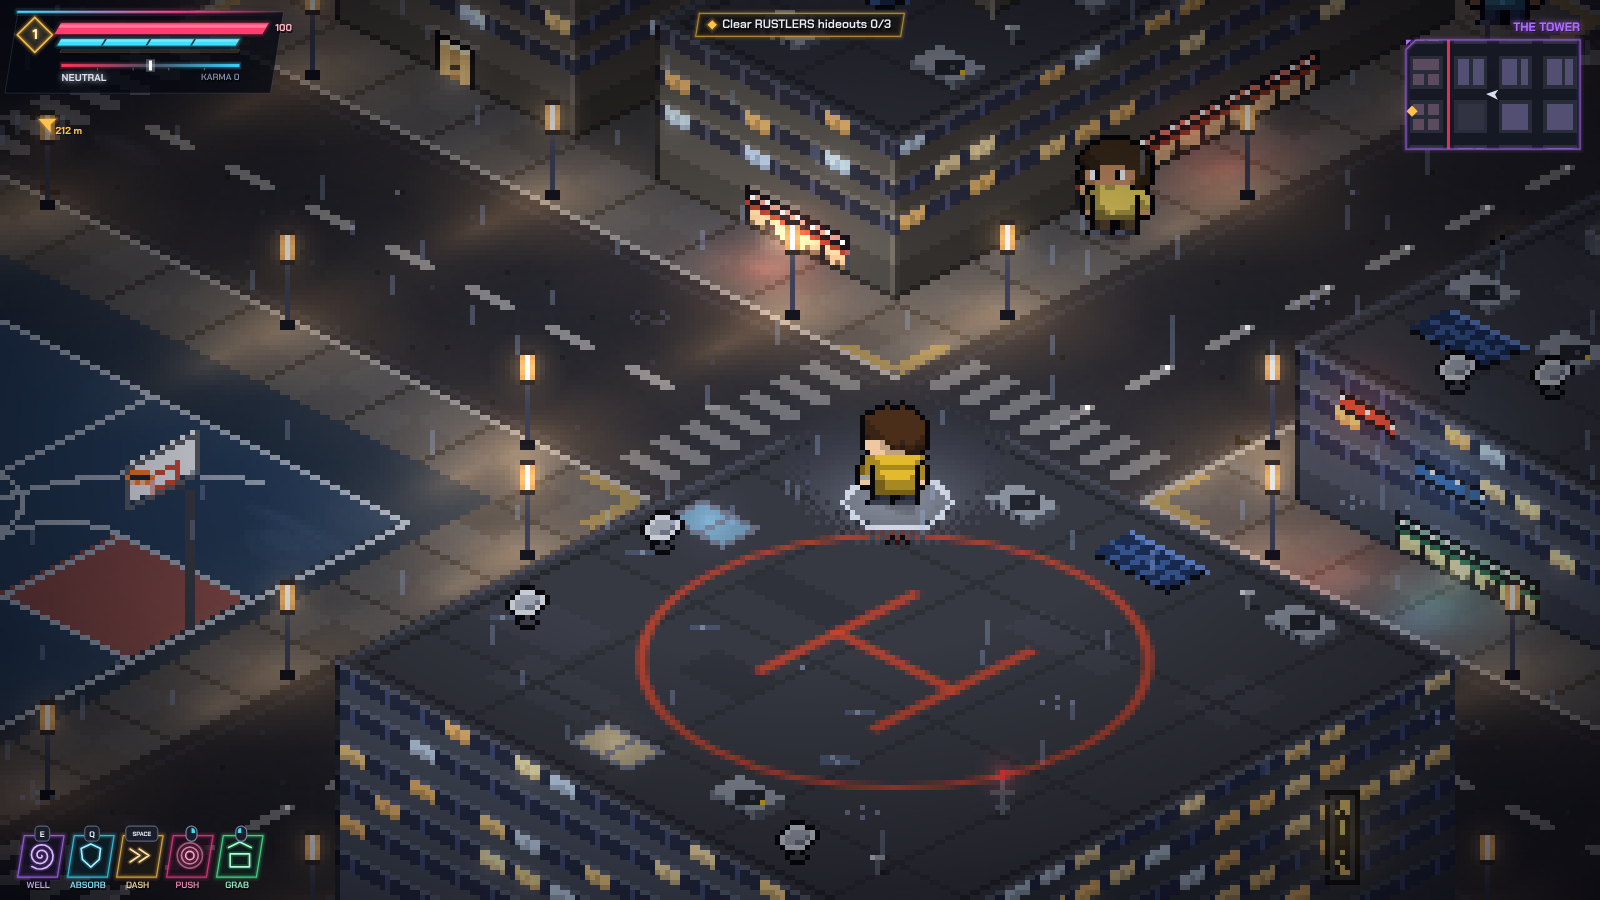 1
100
NEUTRAL
KARMA 0
Clear RUSTLERS hideouts 0/3
THE TOWER
212 m
H
E
Q
SPACE
WELL
ABSORB
DASH
PUSH
GRAB